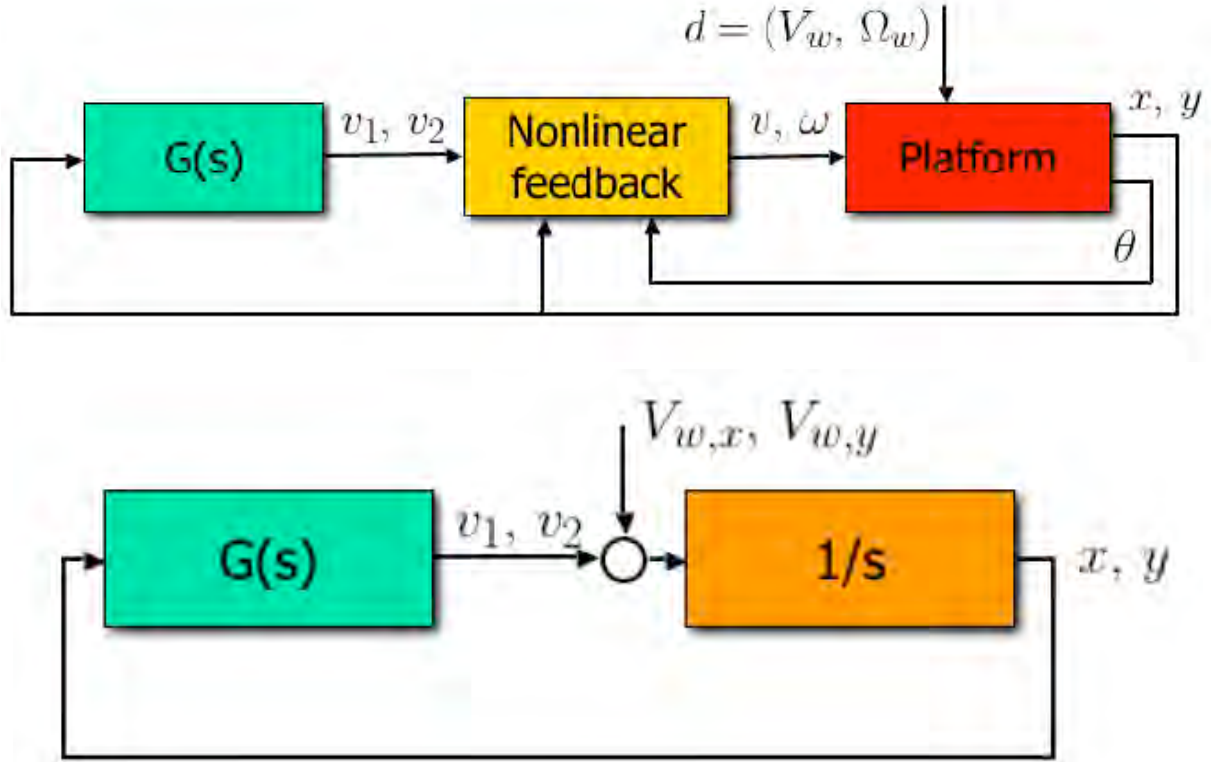 d = (V_w, Ω_w)
G(s)
v_1, v_2
Nonlinear
feedback
v, ω
Platform
x, y
θ
V_{w,x}, V_{w,y}
G(s)
v_1, v_2
1/s
x, y